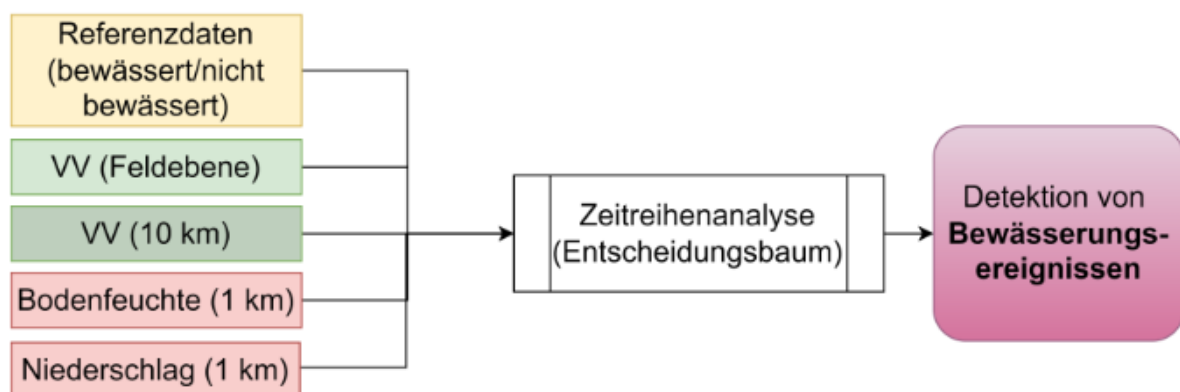 Referenzdaten
(bewässert/nicht
bewässert)
VV (Feldebene)
VV (10 km)
Bodenfeuchte (1 km)
Niederschlag (1 km)
Zeitreihenanalyse
(Entscheidungsbaum)
Detektion von
Bewässerungs-
ereignissen